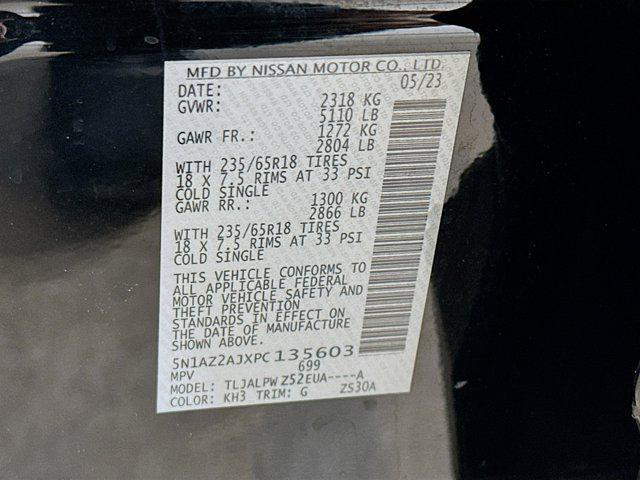 MFD BY NISSAN MOTOR CO., LTD.
DATE: 05/23
GVWR: 2318 KG
5110 LB
GAWR FR.: 1272 KG
2804 LB
WITH 235/65R18 TIRES
18 X 7.5 RIMS AT 33 PSI
COLD SINGLE
GAWR RR.: 1300 KG
2866 LB
WITH 235/65R18 TIRES
18 X 7.5 RIMS AT 33 PSI
COLD SINGLE
THIS VEHICLE CONFORMS TO
ALL APPLICABLE FEDERAL
MOTOR VEHICLE SAFETY AND
THEFT PREVENTION
STANDARDS IN EFFECT ON
THE DATE OF MANUFACTURE
SHOWN ABOVE.
5N1AZ2AJXPC135603
MPV 699
MODEL: TLJALPWZ52EUA----A
COLOR: KH3 TRIM: G ZS30A